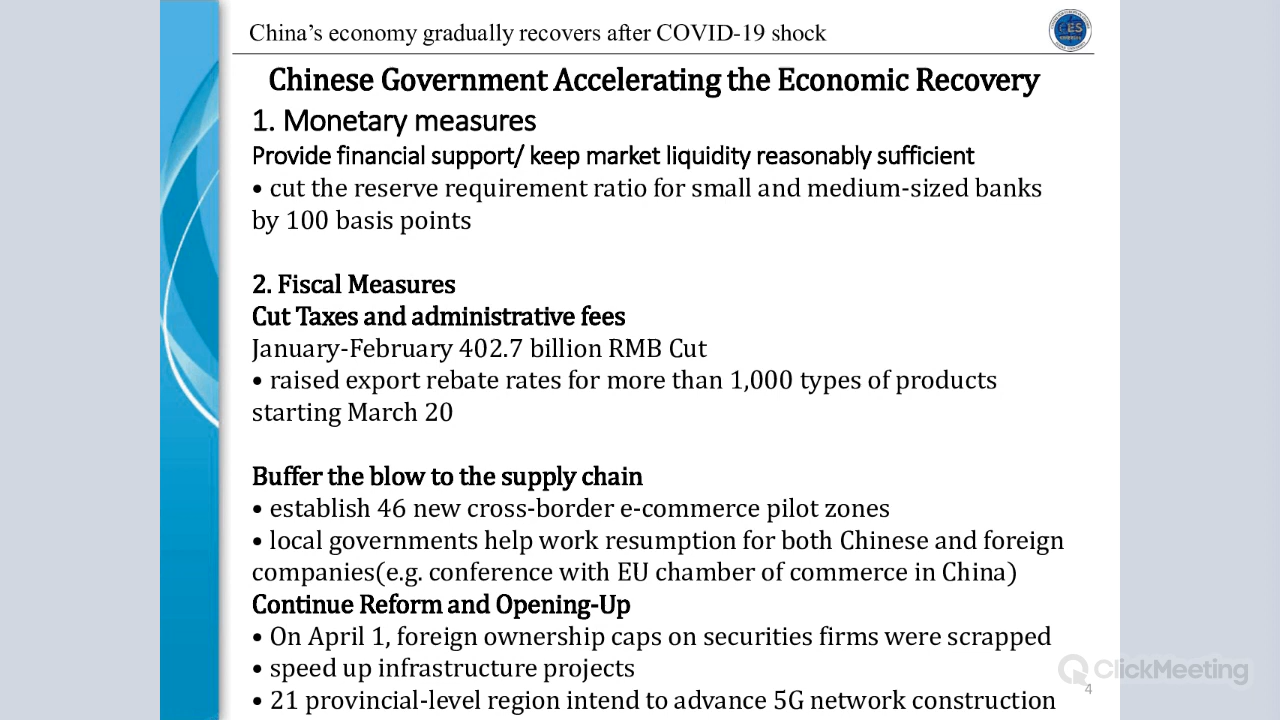 China’s economy gradually recovers after COVID-19 shock
Chinese Government Accelerating the Economic Recovery
1. Monetary measures
Provide financial support/ keep market liquidity reasonably sufficient
• cut the reserve requirement ratio for small and medium-sized banks
by 100 basis points
2. Fiscal Measures
Cut Taxes and administrative fees
January-February 402.7 billion RMB Cut
• raised export rebate rates for more than 1,000 types of products
starting March 20
Buffer the blow to the supply chain
• establish 46 new cross-border e-commerce pilot zones
• local governments help work resumption for both Chinese and foreign
companies(e.g. conference with EU chamber of commerce in China)
Continue Reform and Opening-Up
• On April 1, foreign ownership caps on securities firms were scrapped
• speed up infrastructure projects
• 21 provincial-level region intend to advance 5G network construction
ClickMeeting
4